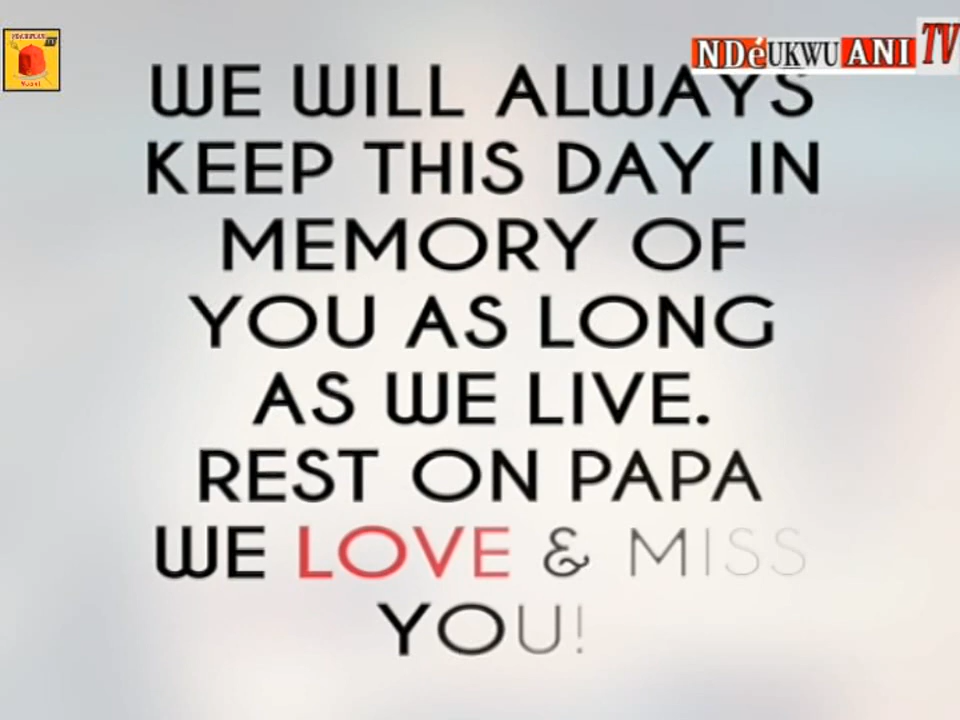 NDéUKWU ANI TV
WE WILL ALWAYS
KEEP THIS DAY IN
MEMORY OF
YOU AS LONG
AS WE LIVE.
REST ON PAPA
WE LOVE & MISS
YOU!